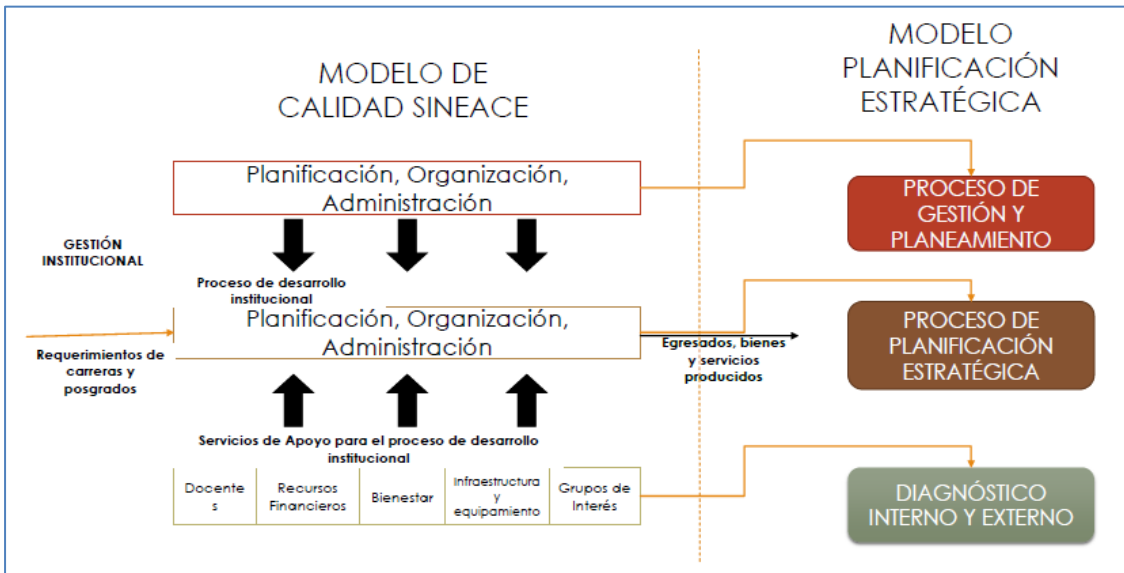 MODELO DE
CALIDAD SINEACE
MODELO
PLANIFICACIÓN
ESTRATÉGICA
Planificación, Organización,
Administración
PROCESO DE
GESTIÓN Y
PLANEAMIENTO
GESTIÓN
INSTITUCIONAL
Proceso de desarrollo
institucional
Planificación, Organización,
Administración
Requerimientos de
carreras y
posgrados
Egresados, bienes
y servicios
producidos
PROCESO DE
PLANIFICACIÓN
ESTRATÉGICA
Servicios de Apoyo para el proceso de desarrollo
institucional
Docente
s
Recursos
Financieros
Bienestar
Infraestructura
y
equipamiento
Grupos de
Interés
DIAGNÓSTICO
INTERNO Y EXTERNO